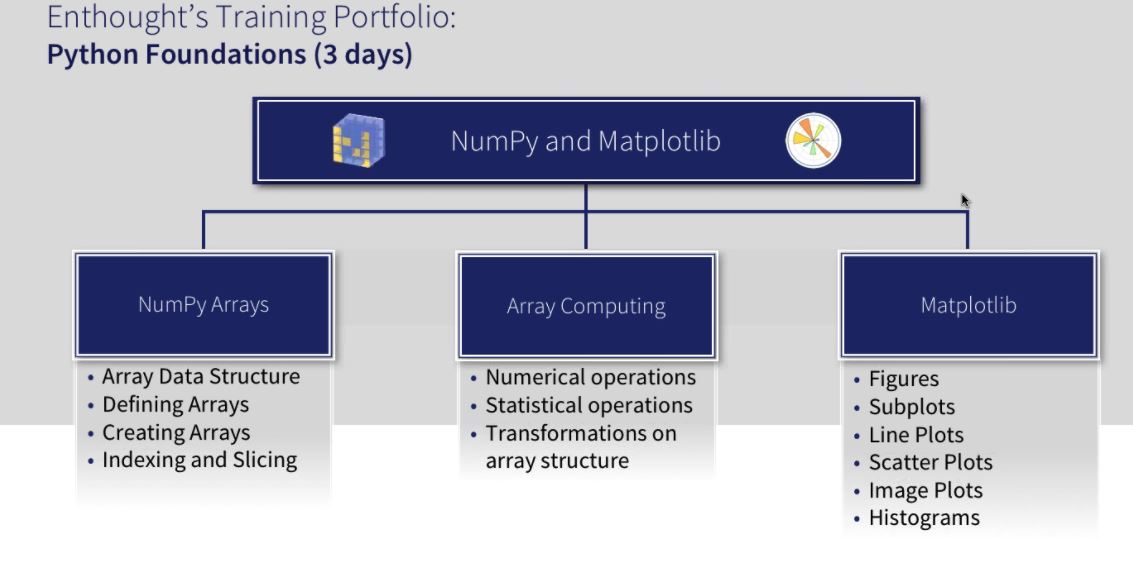 Enthought’s Training Portfolio:
Python Foundations (3 days)
NumPy and Matplotlib
NumPy Arrays
• Array Data Structure
• Defining Arrays
• Creating Arrays
• Indexing and Slicing
Array Computing
• Numerical operations
• Statistical operations
• Transformations on
array structure
Matplotlib
• Figures
• Subplots
• Line Plots
• Scatter Plots
• Image Plots
• Histograms